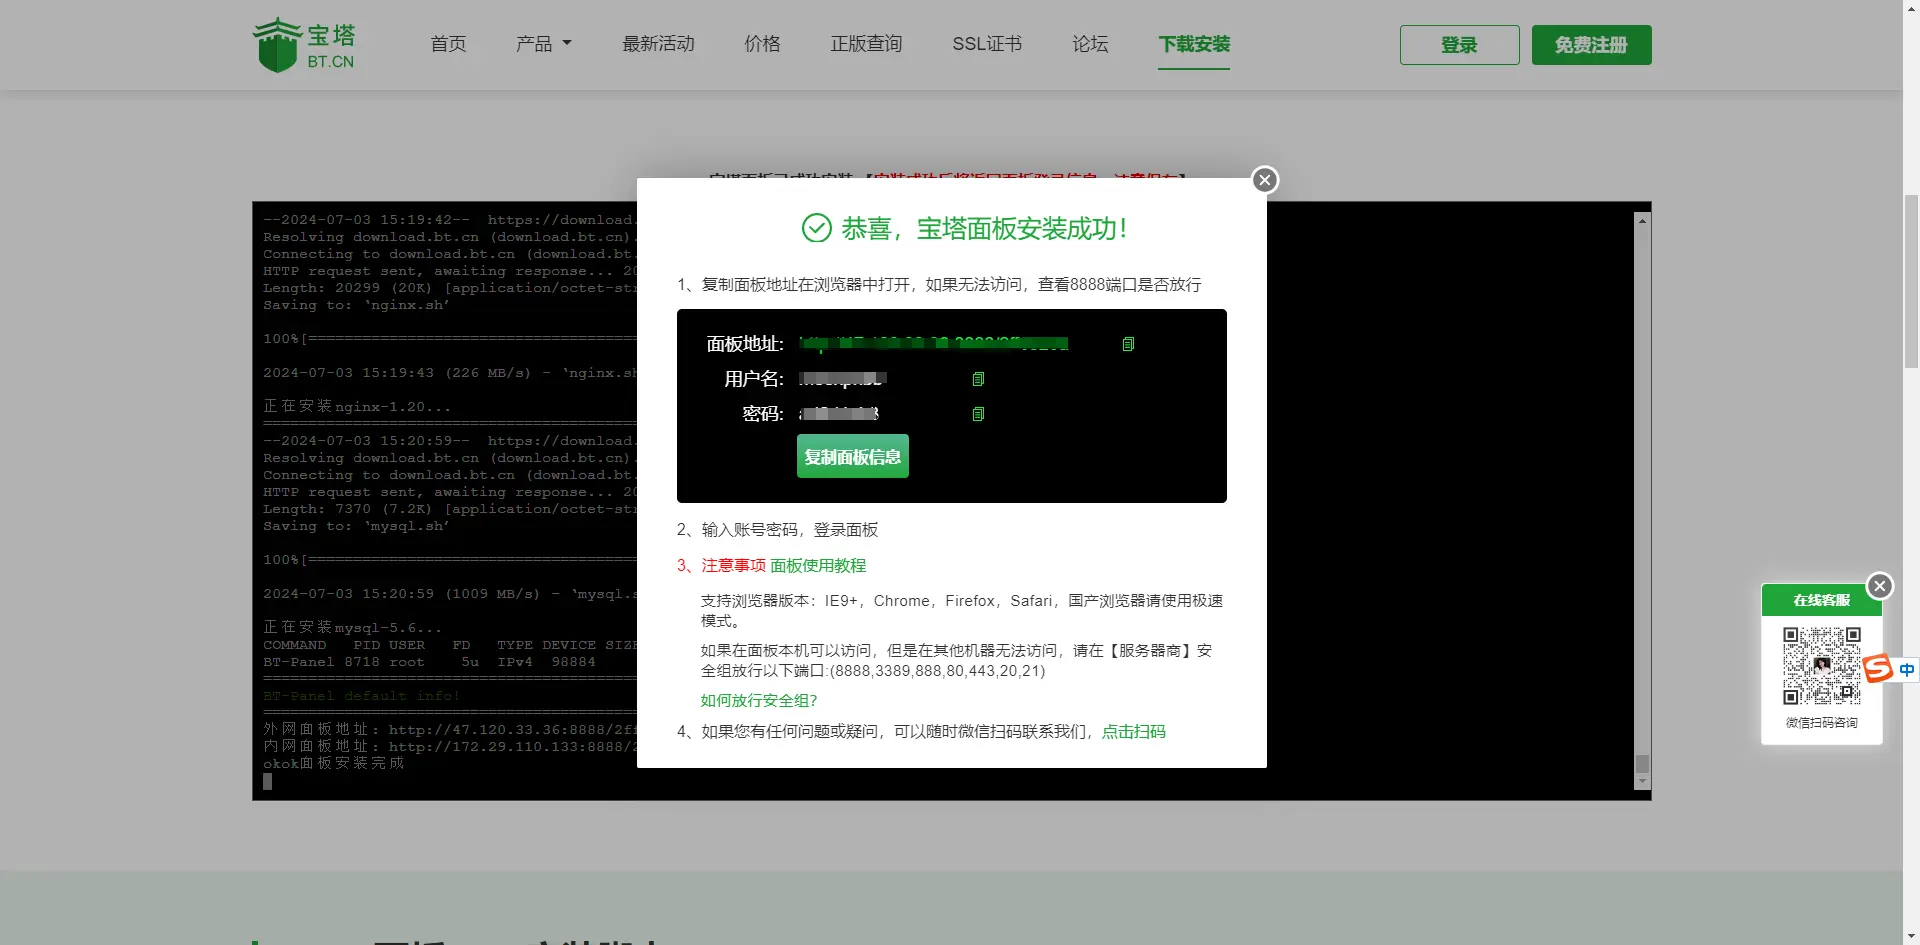 宝塔
BT.CN
首页
产品
最新活动
价格
正版查询
SSL证书
论坛
下载安装
登录
免费注册
--2024-07-03 15:19:42-- https://download.
Resolving download.bt.cn (download.bt.cn).
Connecting to download.bt.cn (download.bt.
HTTP request sent, awaiting response... 20
Length: 20299 (20K) [application/octet-str
Saving to: ‘nginx.sh’
100%[======================================
2024-07-03 15:19:43 (226 MB/s) - ‘nginx.sh
正在安装nginx-1.20...
--2024-07-03 15:20:59-- https://download.
Resolving download.bt.cn (download.bt.cn).
Connecting to download.bt.cn (download.bt.
HTTP request sent, awaiting response... 20
Length: 7370 (7.2K) [application/octet-str
Saving to: ‘mysql.sh’
100%[======================================
2024-07-03 15:20:59 (1009 MB/s) - ‘mysql.s
正在安装mysql-5.6...
COMMAND PID USER FD TYPE DEVICE SIZE
BT-Panel 8718 root 5u IPv4 98884
BT-Panel default info!
外网面板地址: http://47.120.33.36:8888/2ff
内网面板地址: http://172.29.110.133:8888/2
okok面板安装完成
恭喜，宝塔面板安装成功！
1、复制面板地址在浏览器中打开，如果无法访问，查看8888端口是否放行
面板地址:
用户名:
密码:
复制面板信息
2、输入账号密码，登录面板
3、注意事项 面板使用教程
支持浏览器版本：IE9+，Chrome，Firefox，Safari，国产浏览器请使用极速
模式。
如果在面板本机可以访问，但是在其他机器无法访问，请在【服务器商】安
全组放行以下端口:(8888,3389,888,80,443,20,21)
如何放行安全组?
4、如果您有任何问题或疑问，可以随时微信扫码联系我们，点击扫码
在线客服
微信扫码咨询
中